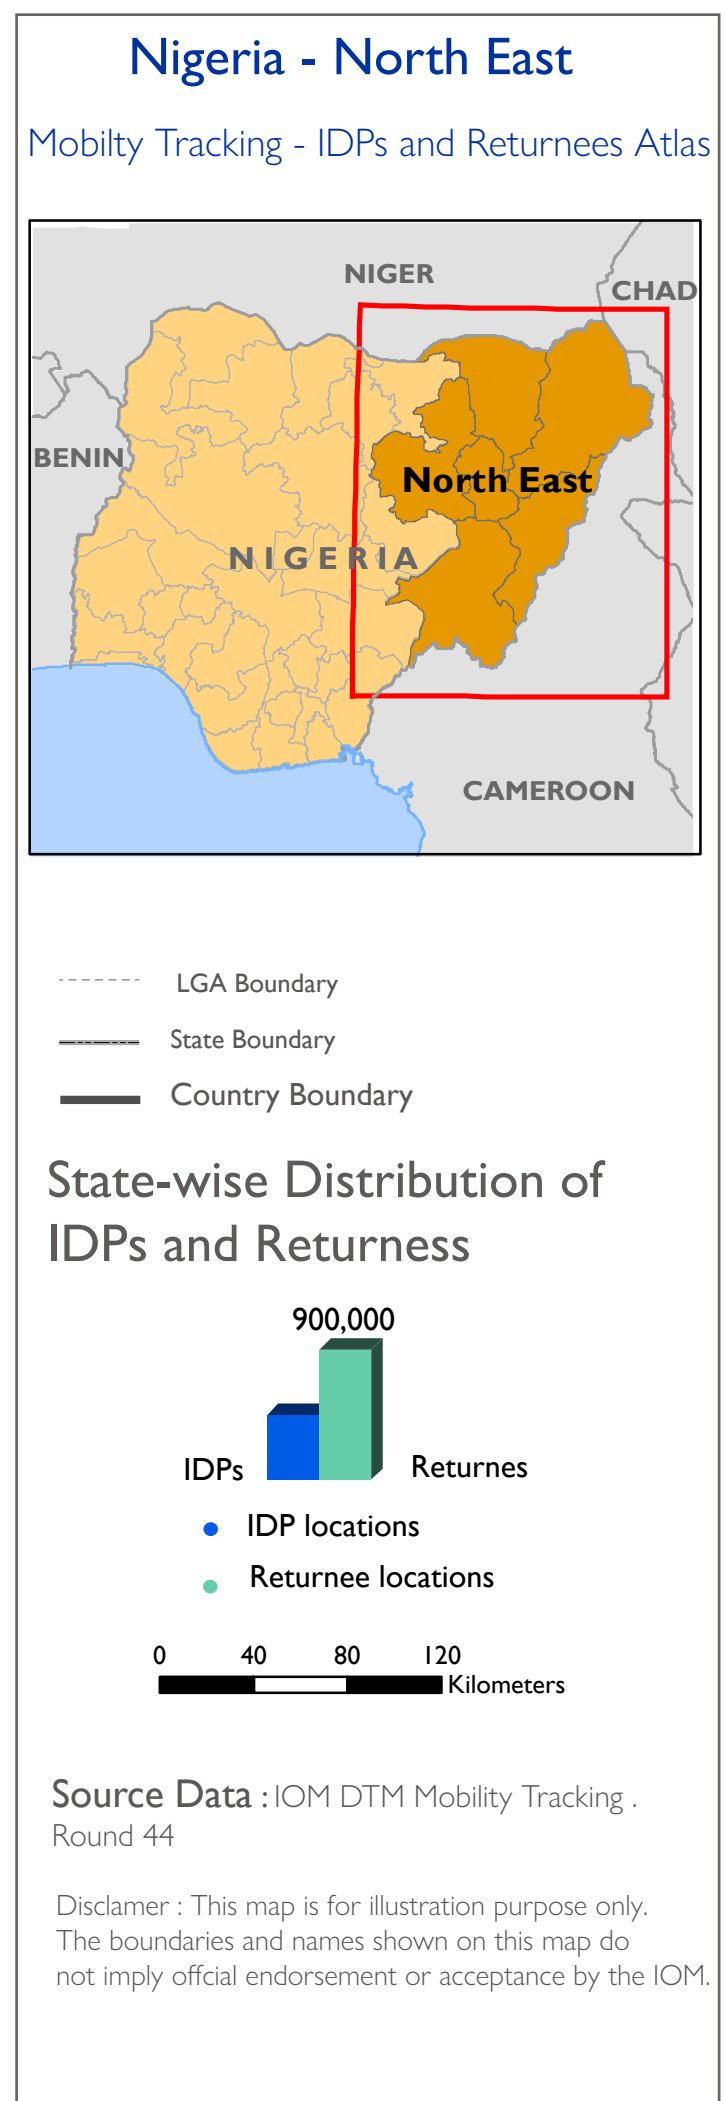 Nigeria - North East
Mobilty Tracking - IDPs and Returnees Atlas
NIGER
CHAD
BENIN
North East
NIGERIA
CAMEROON
LGA Boundary
State Boundary
Country Boundary
State-wise Distribution of
IDPs and Returness
900,000
IDPs
Returnes
IDP locations
Returnee locations
0 40 80 120
Kilometers
Source Data : IOM DTM Mobility Tracking .
Round 44
Disclamer : This map is for illustration purpose only.
The boundaries and names shown on this map do
not imply offcial endorsement or acceptance by the IOM.